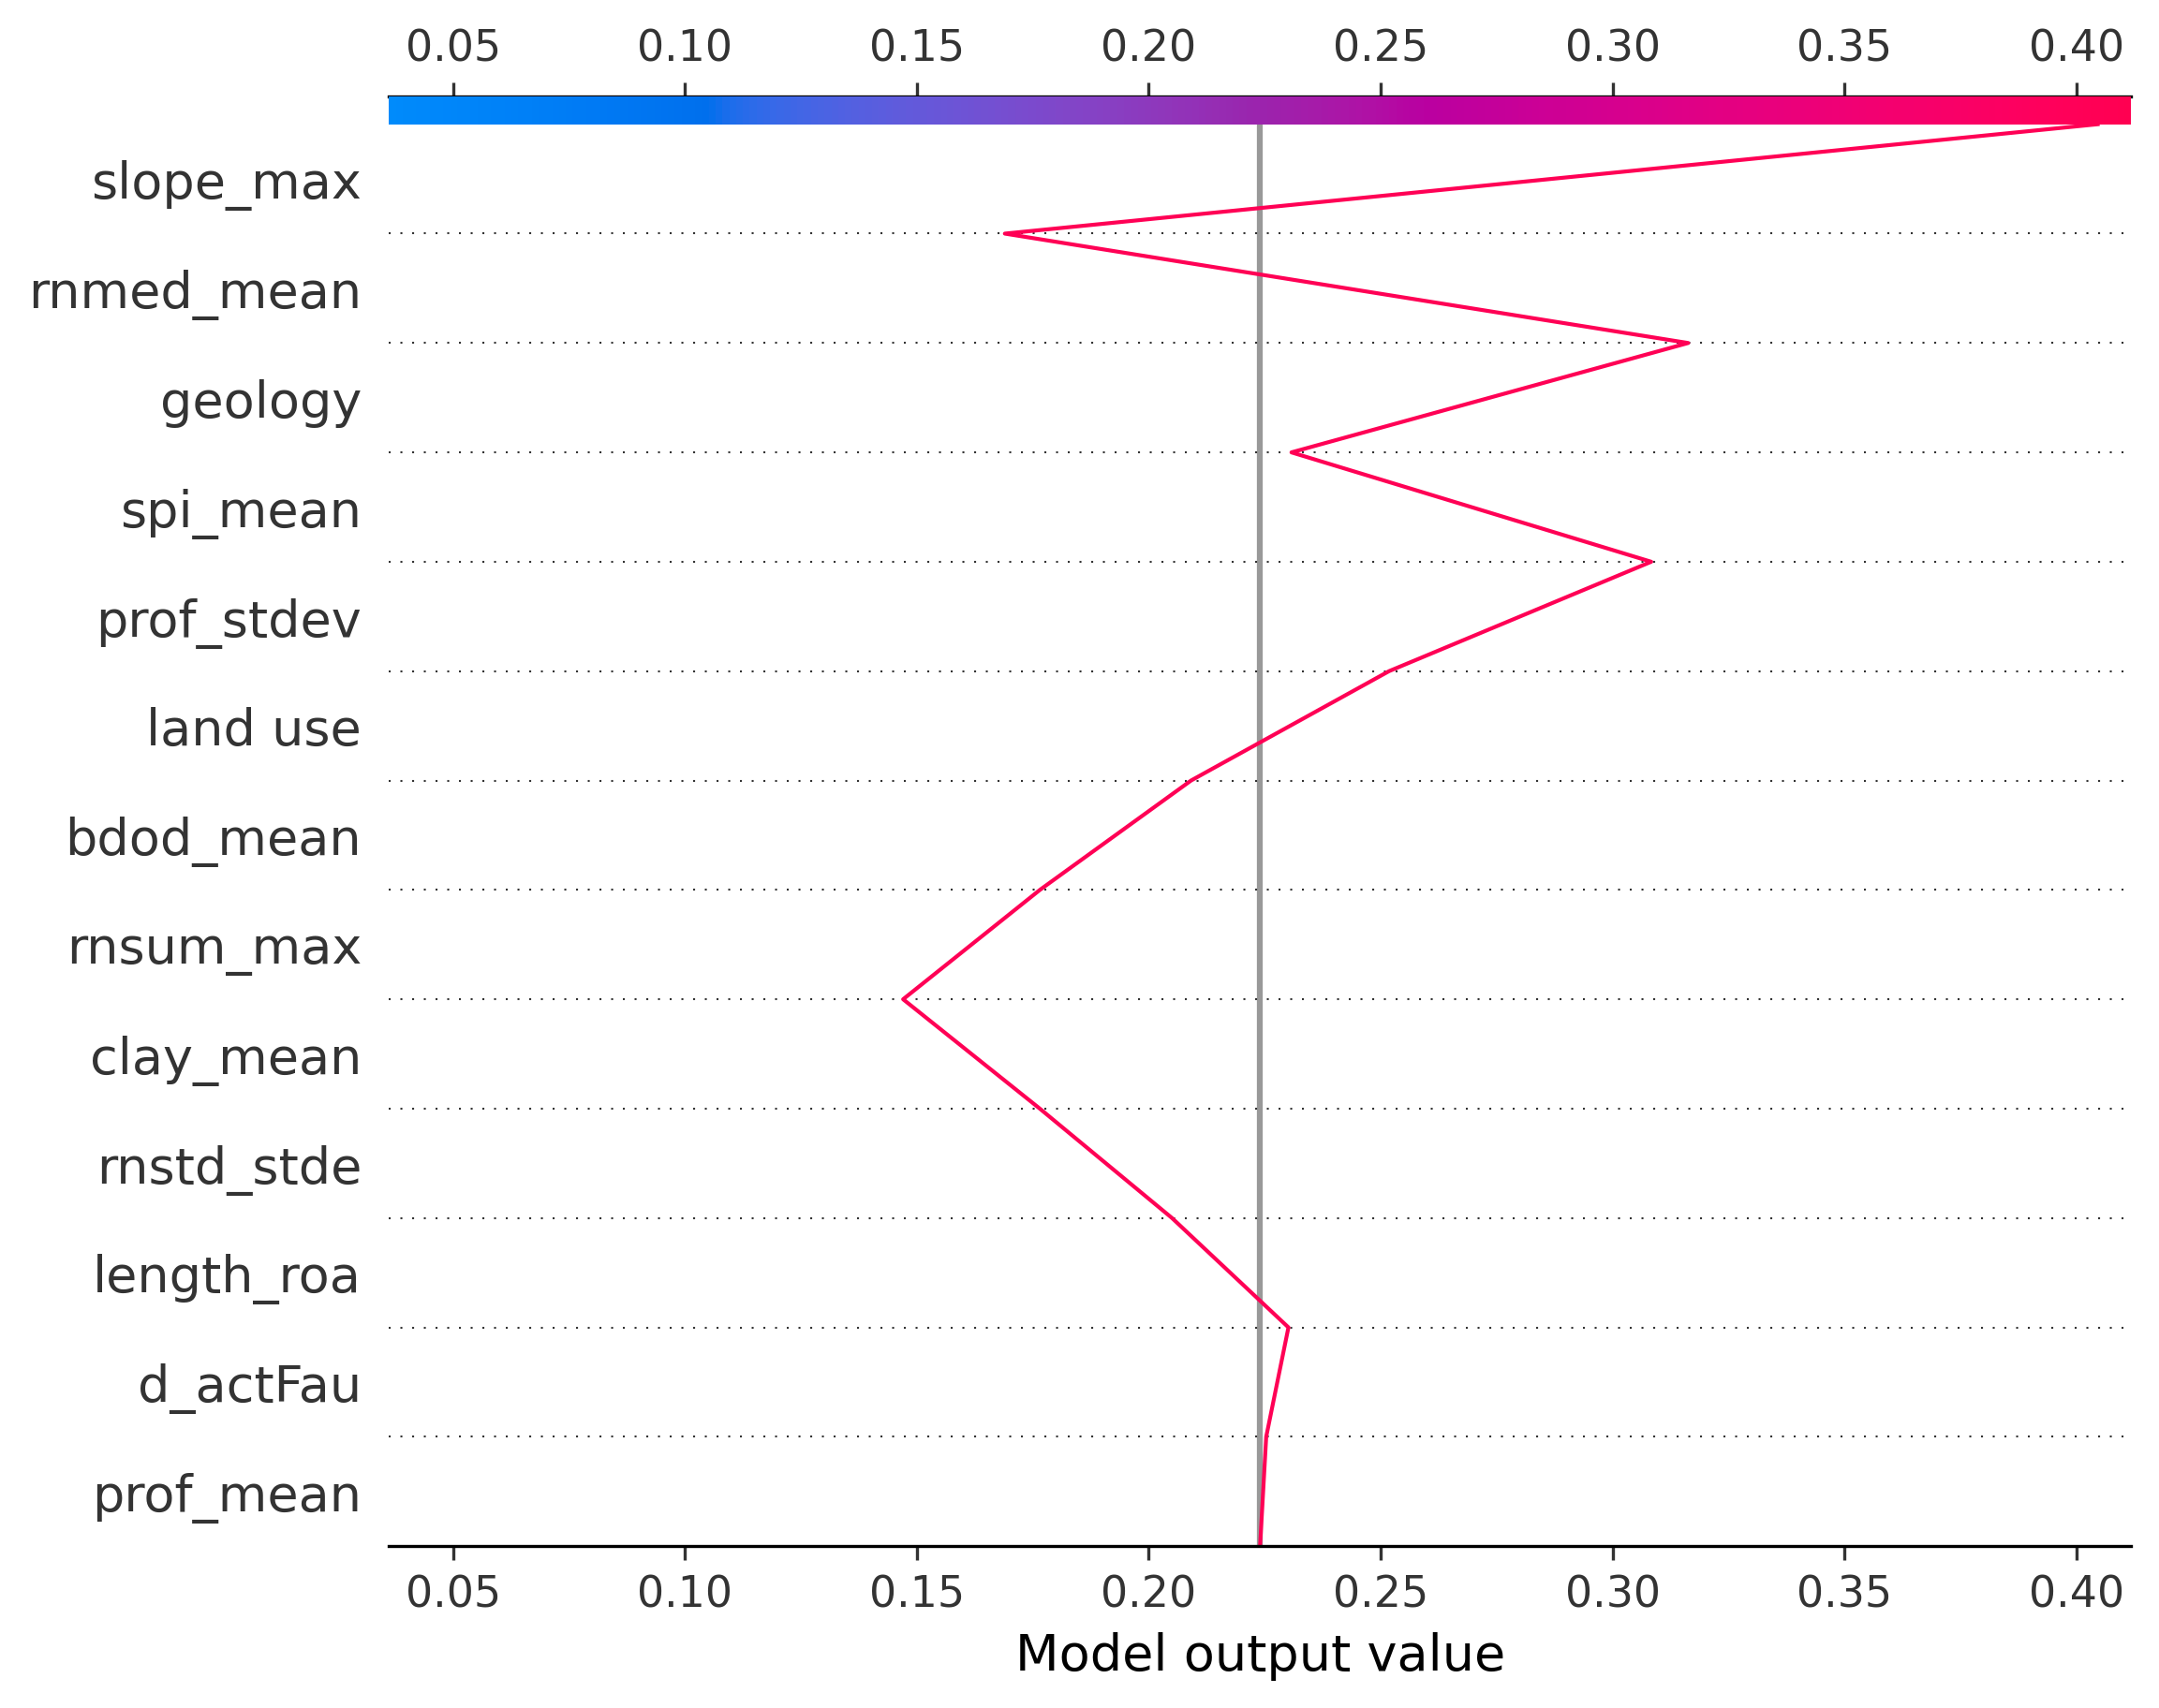 0.05 0.10 0.15 0.20 0.25 0.30 0.35 0.40
slope_max
rnmed_mean
geology
spi_mean
prof_stdev
land use
bdod_mean
rnsum_max
clay_mean
rnstd_stde
length_roa
d_actFau
prof_mean
0.05 0.10 0.15 0.20 0.25 0.30 0.35 0.40
Model output value